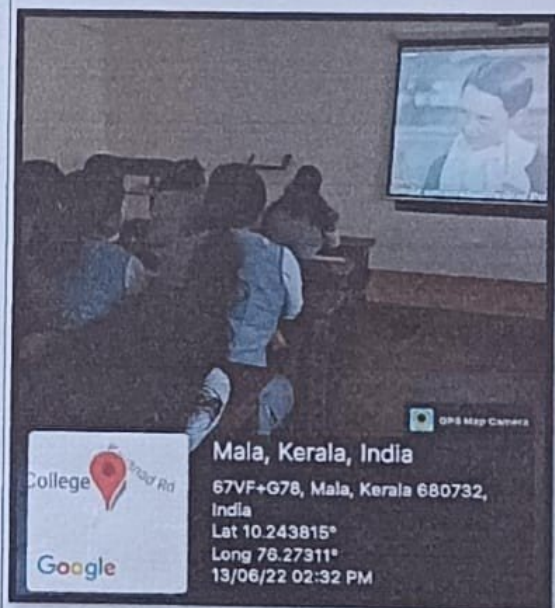 GPS Map Camera
Mala, Kerala, India
College
67VF+G78, Mala, Kerala 680732,
India
Lat 10.243815°
Long 76.27311°
13/06/22 02:32 PM
Google